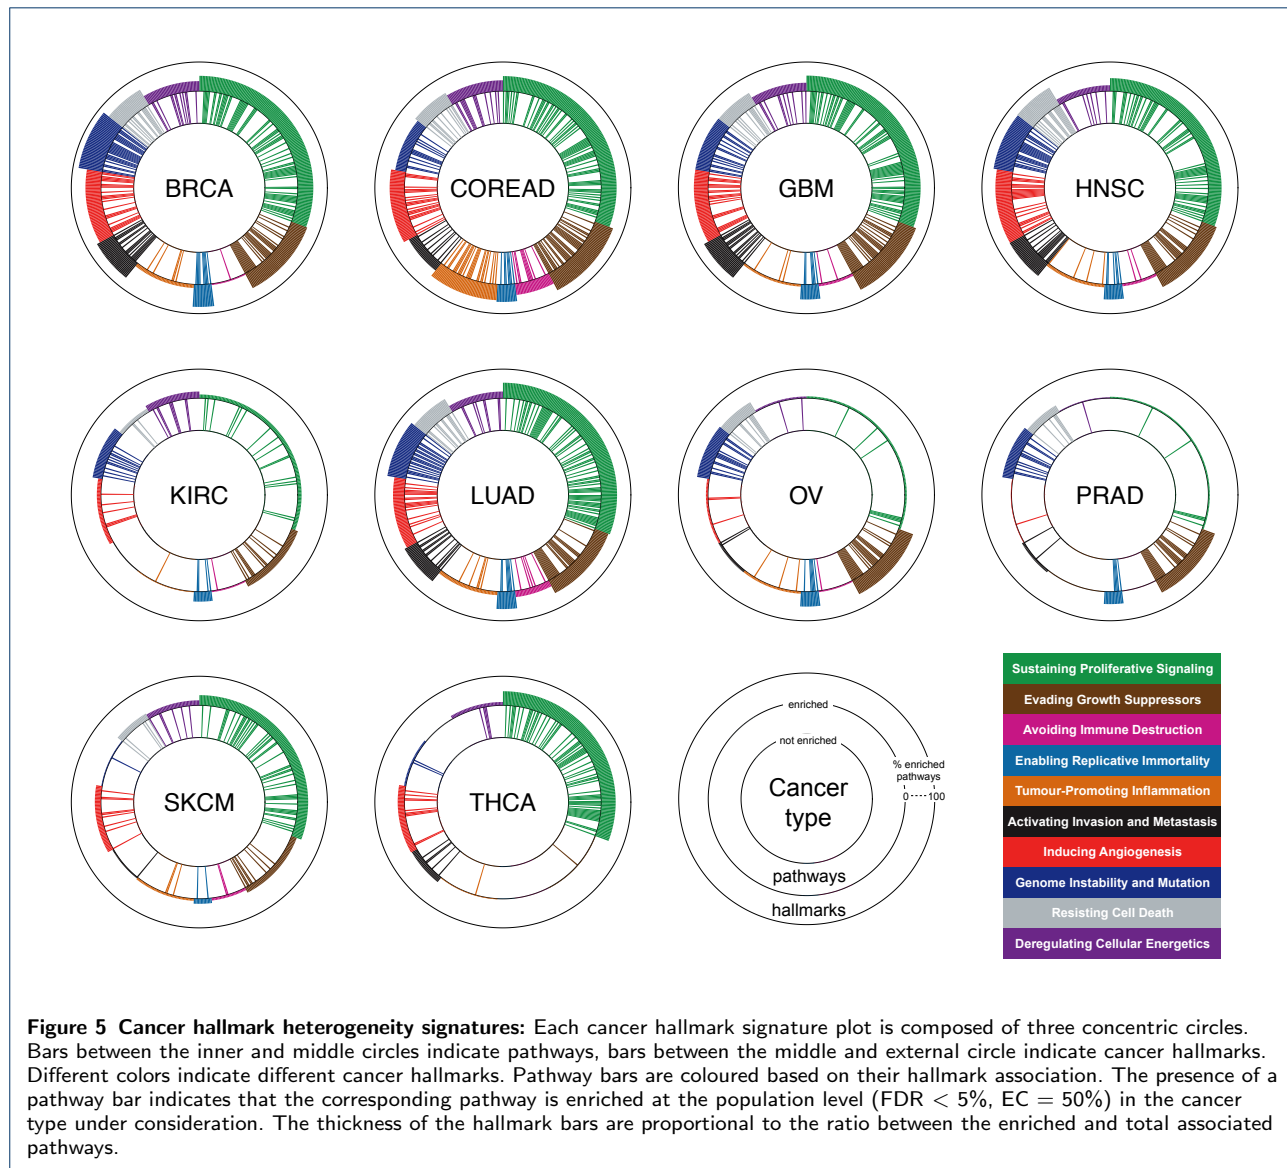 BRCA
COREAD
GBM
HNSC
KIRC
LUAD
OV
PRAD
SKCM
THCA
enriched
not enriched
% enriched
pathways
0 ---- 100
Cancer
type
pathways
hallmarks
Sustaining Proliferative Signaling
Evading Growth Suppressors
Avoiding Immune Destruction
Enabling Replicative Immortality
Tumour-Promoting Inflammation
Activating Invasion and Metastasis
Inducing Angiogenesis
Genome Instability and Mutation
Resisting Cell Death
Deregulating Cellular Energetics
Figure 5 Cancer hallmark heterogeneity signatures: Each cancer hallmark signature plot is composed of three concentric circles.
Bars between the inner and middle circles indicate pathways, bars between the middle and external circle indicate cancer hallmarks.
Different colors indicate different cancer hallmarks. Pathway bars are coloured based on their hallmark association. The presence of a
pathway bar indicates that the corresponding pathway is enriched at the population level (FDR < 5%, EC = 50%) in the cancer
type under consideration. The thickness of the hallmark bars are proportional to the ratio between the enriched and total associated
pathways.